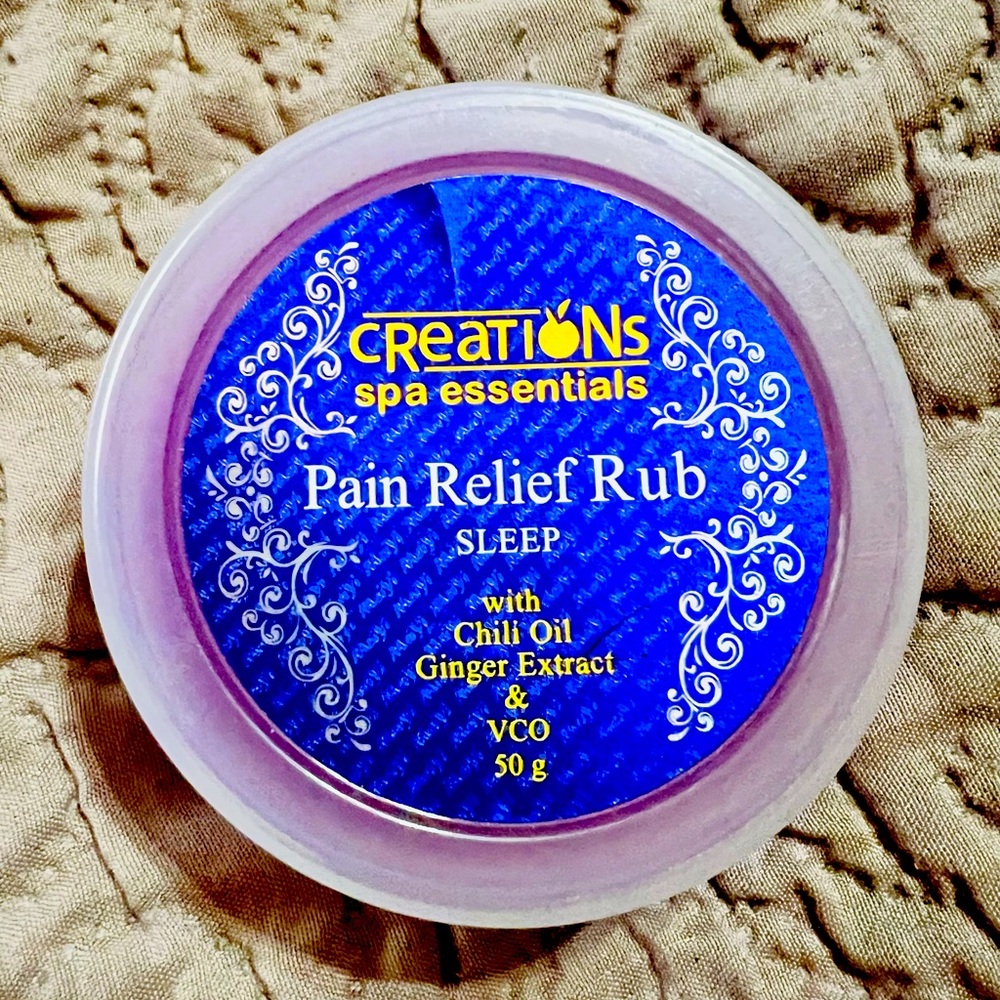 CREATIONS
spa essentials
Pain Relief Rub
SLEEP
with
Chili Oil
Ginger Extract
&
VCO
50 g